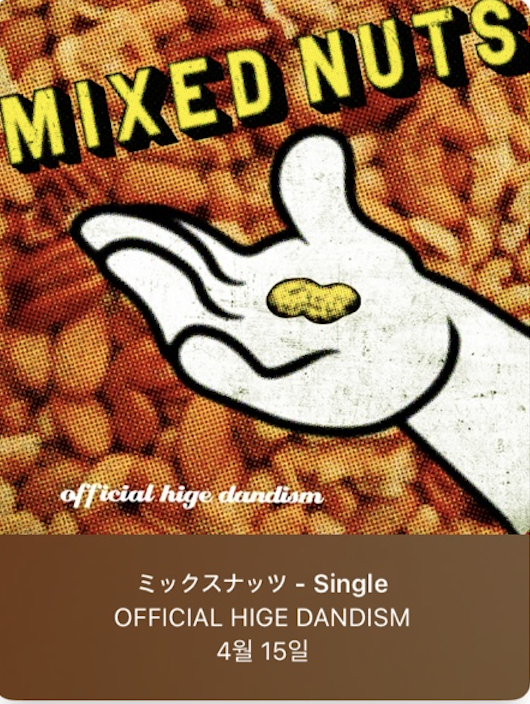 MIXED NUTS
official hige dandism
ミックスナッツ - Single
OFFICIAL HIGE DANDISM
4월 15일